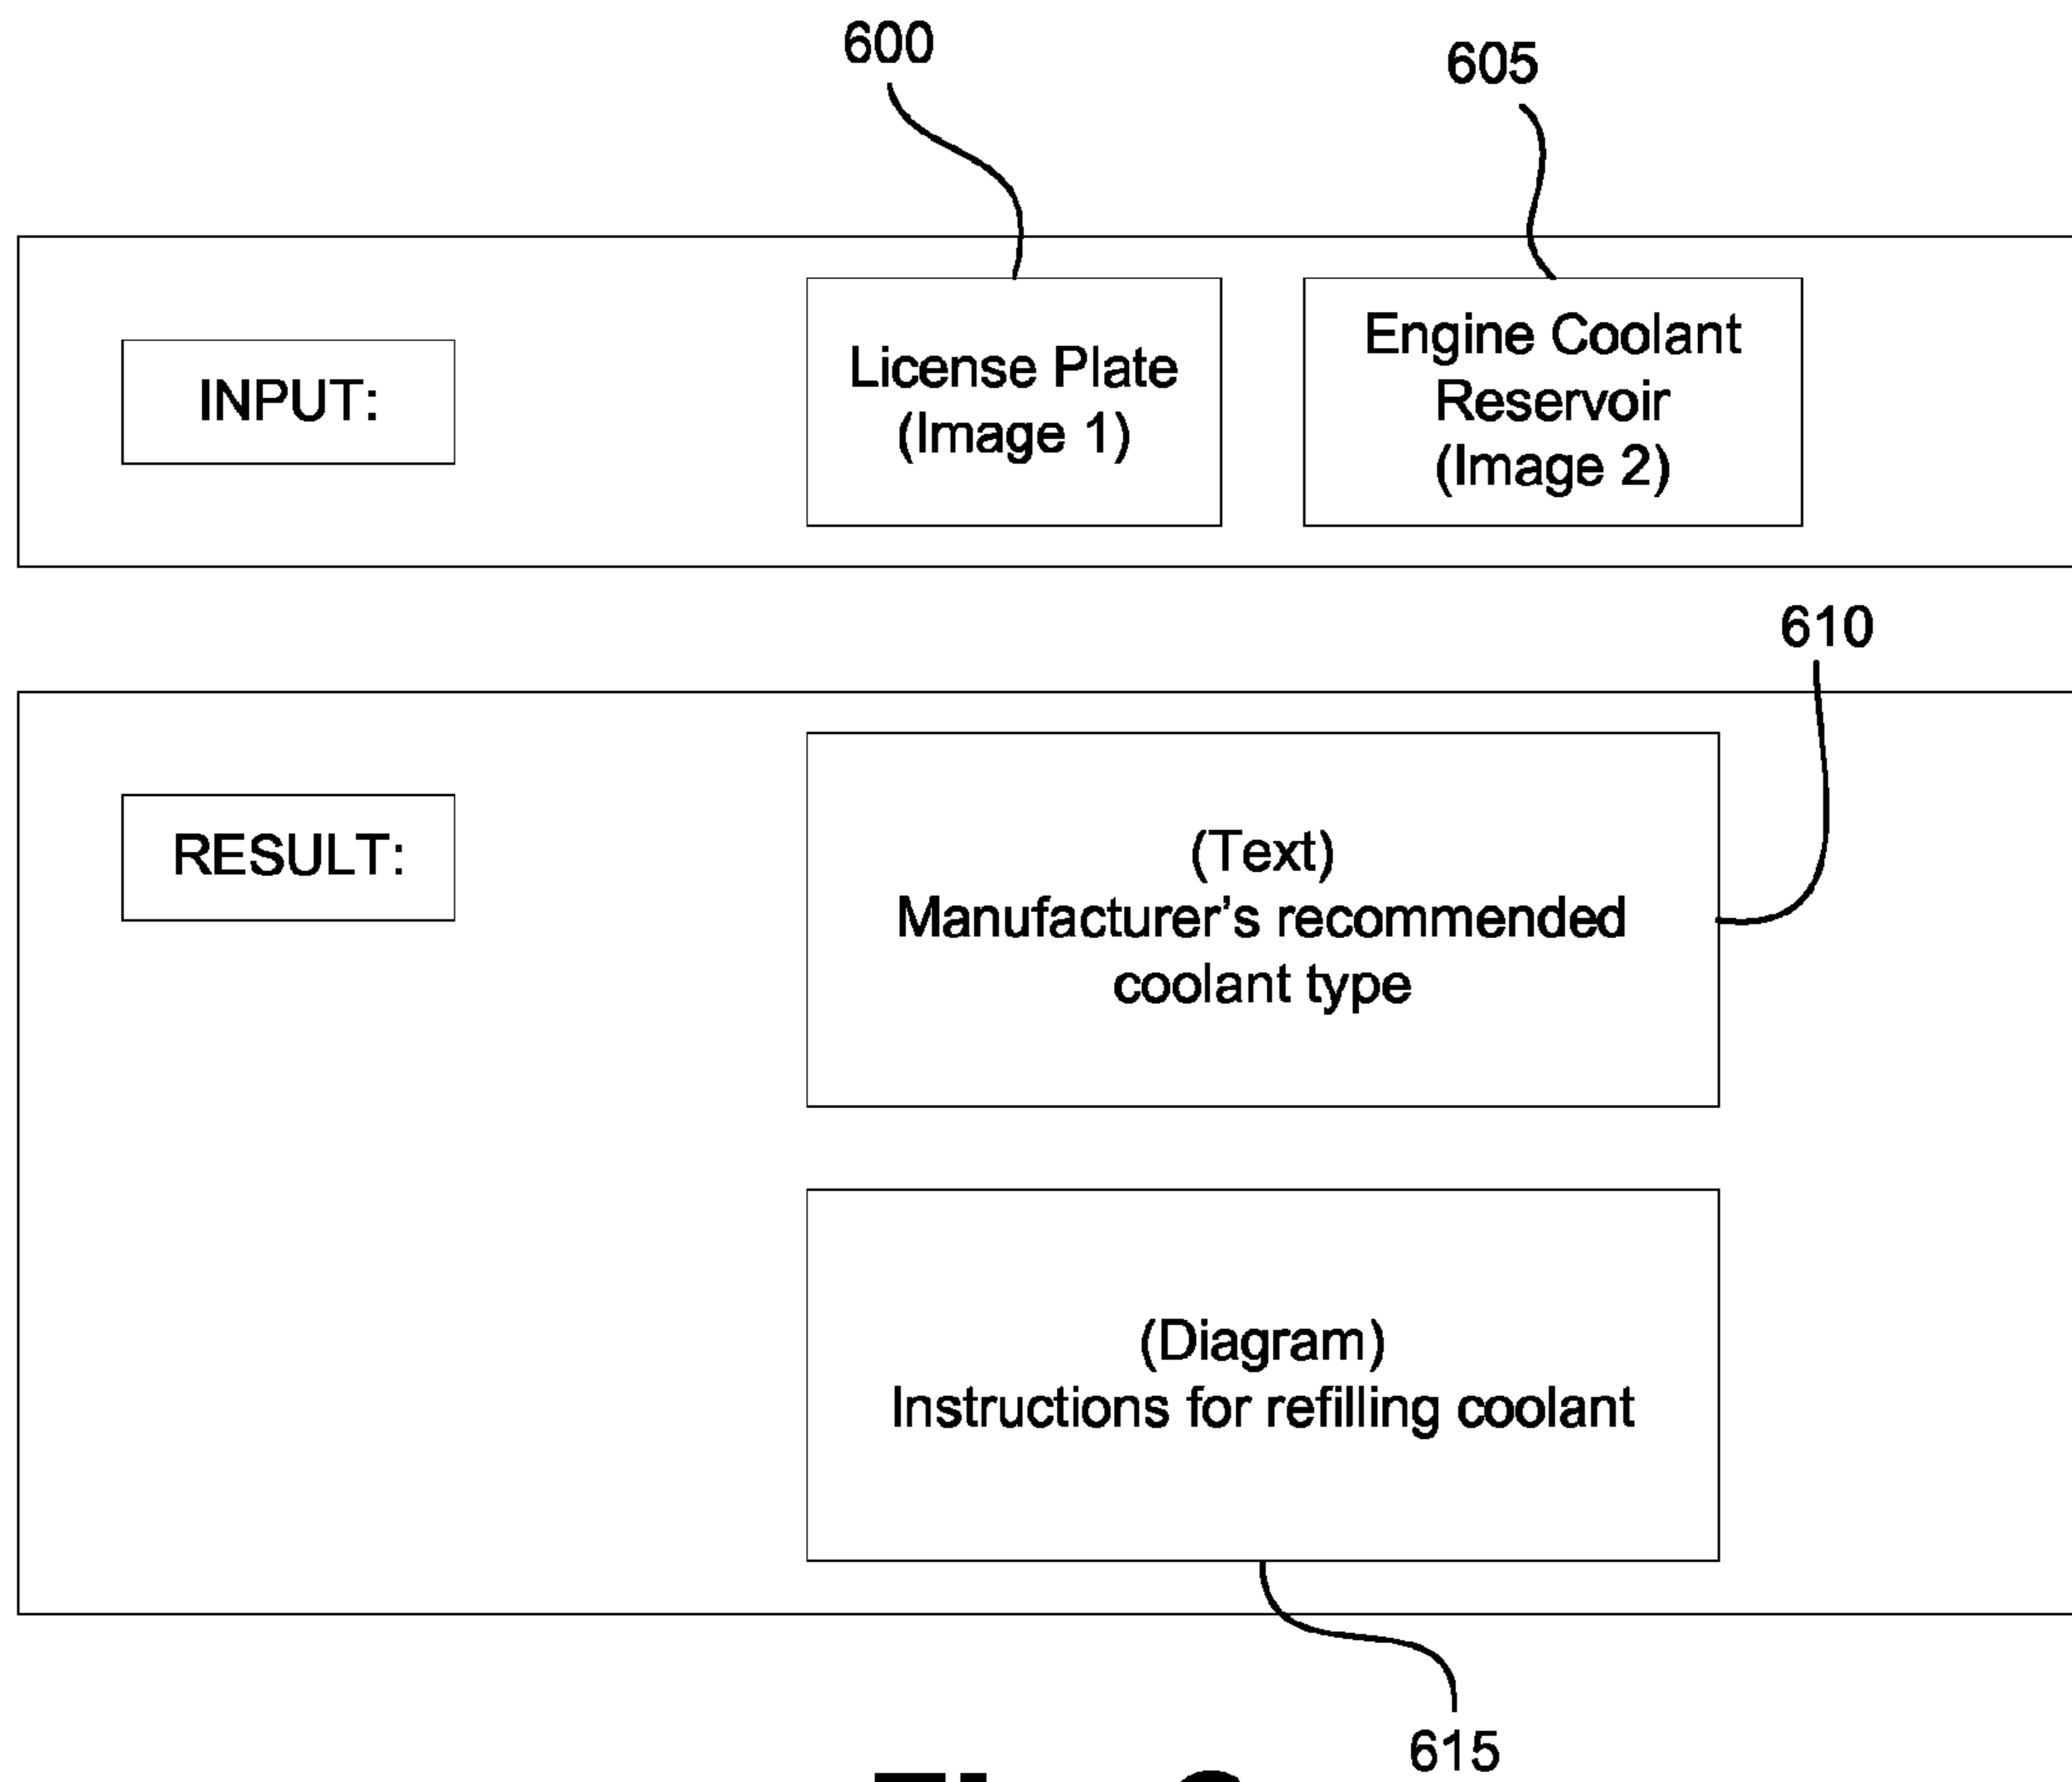 600
605
INPUT:
License Plate
(Image 1)
Engine Coolant
Reservoir
(Image 2)
610
RESULT:
(Text)
Manufacturer's recommended
coolant type
(Diagram)
Instructions for refilling coolant
615